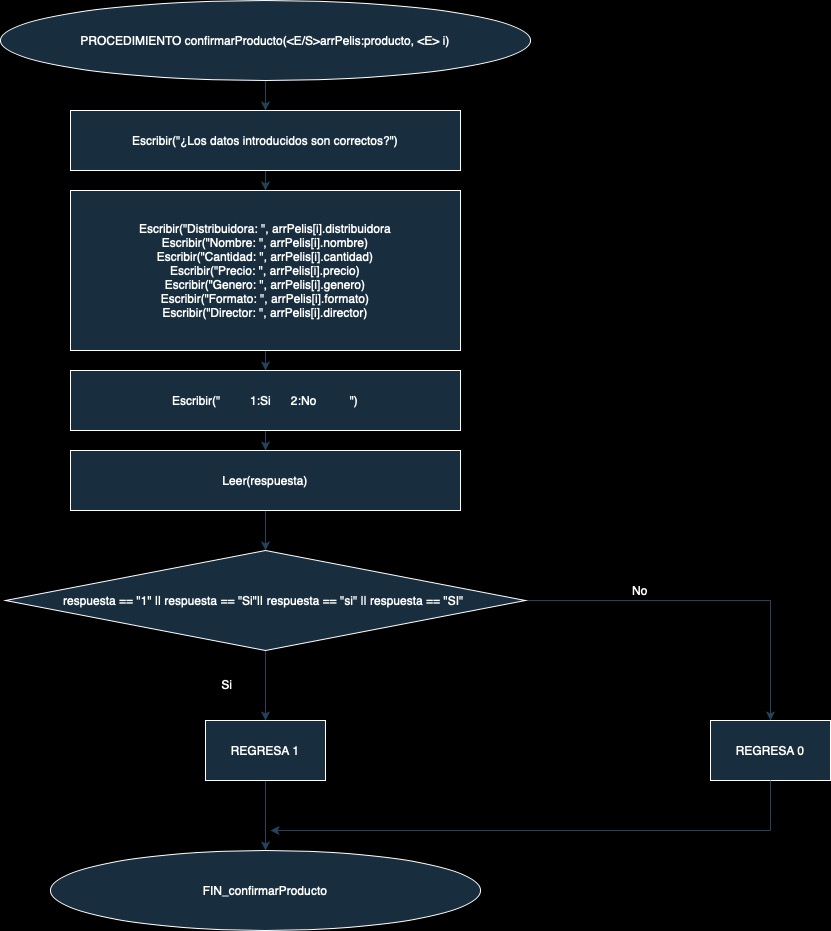 PROCEDIMIENTO confirmarProducto(<E/S>arrPelis:producto, <E> i)
Escribir("¿Los datos introducidos son correctos?")
Escribir("Distribuidora: ", arrPelis[i].distribuidora
Escribir("Nombre: ", arrPelis[i].nombre)
Escribir("Cantidad: ", arrPelis[i].cantidad)
Escribir("Precio: ", arrPelis[i].precio)
Escribir("Genero: ", arrPelis[i].genero)
Escribir("Formato: ", arrPelis[i].formato)
Escribir("Director: ", arrPelis[i].director)
Escribir(" 1:Si 2:No ")
Leer(respuesta)
respuesta == "1" || respuesta == "Si"|| respuesta == "si" || respuesta == "SI"
No
Si
REGRESA 1
REGRESA 0
FIN_confirmarProducto